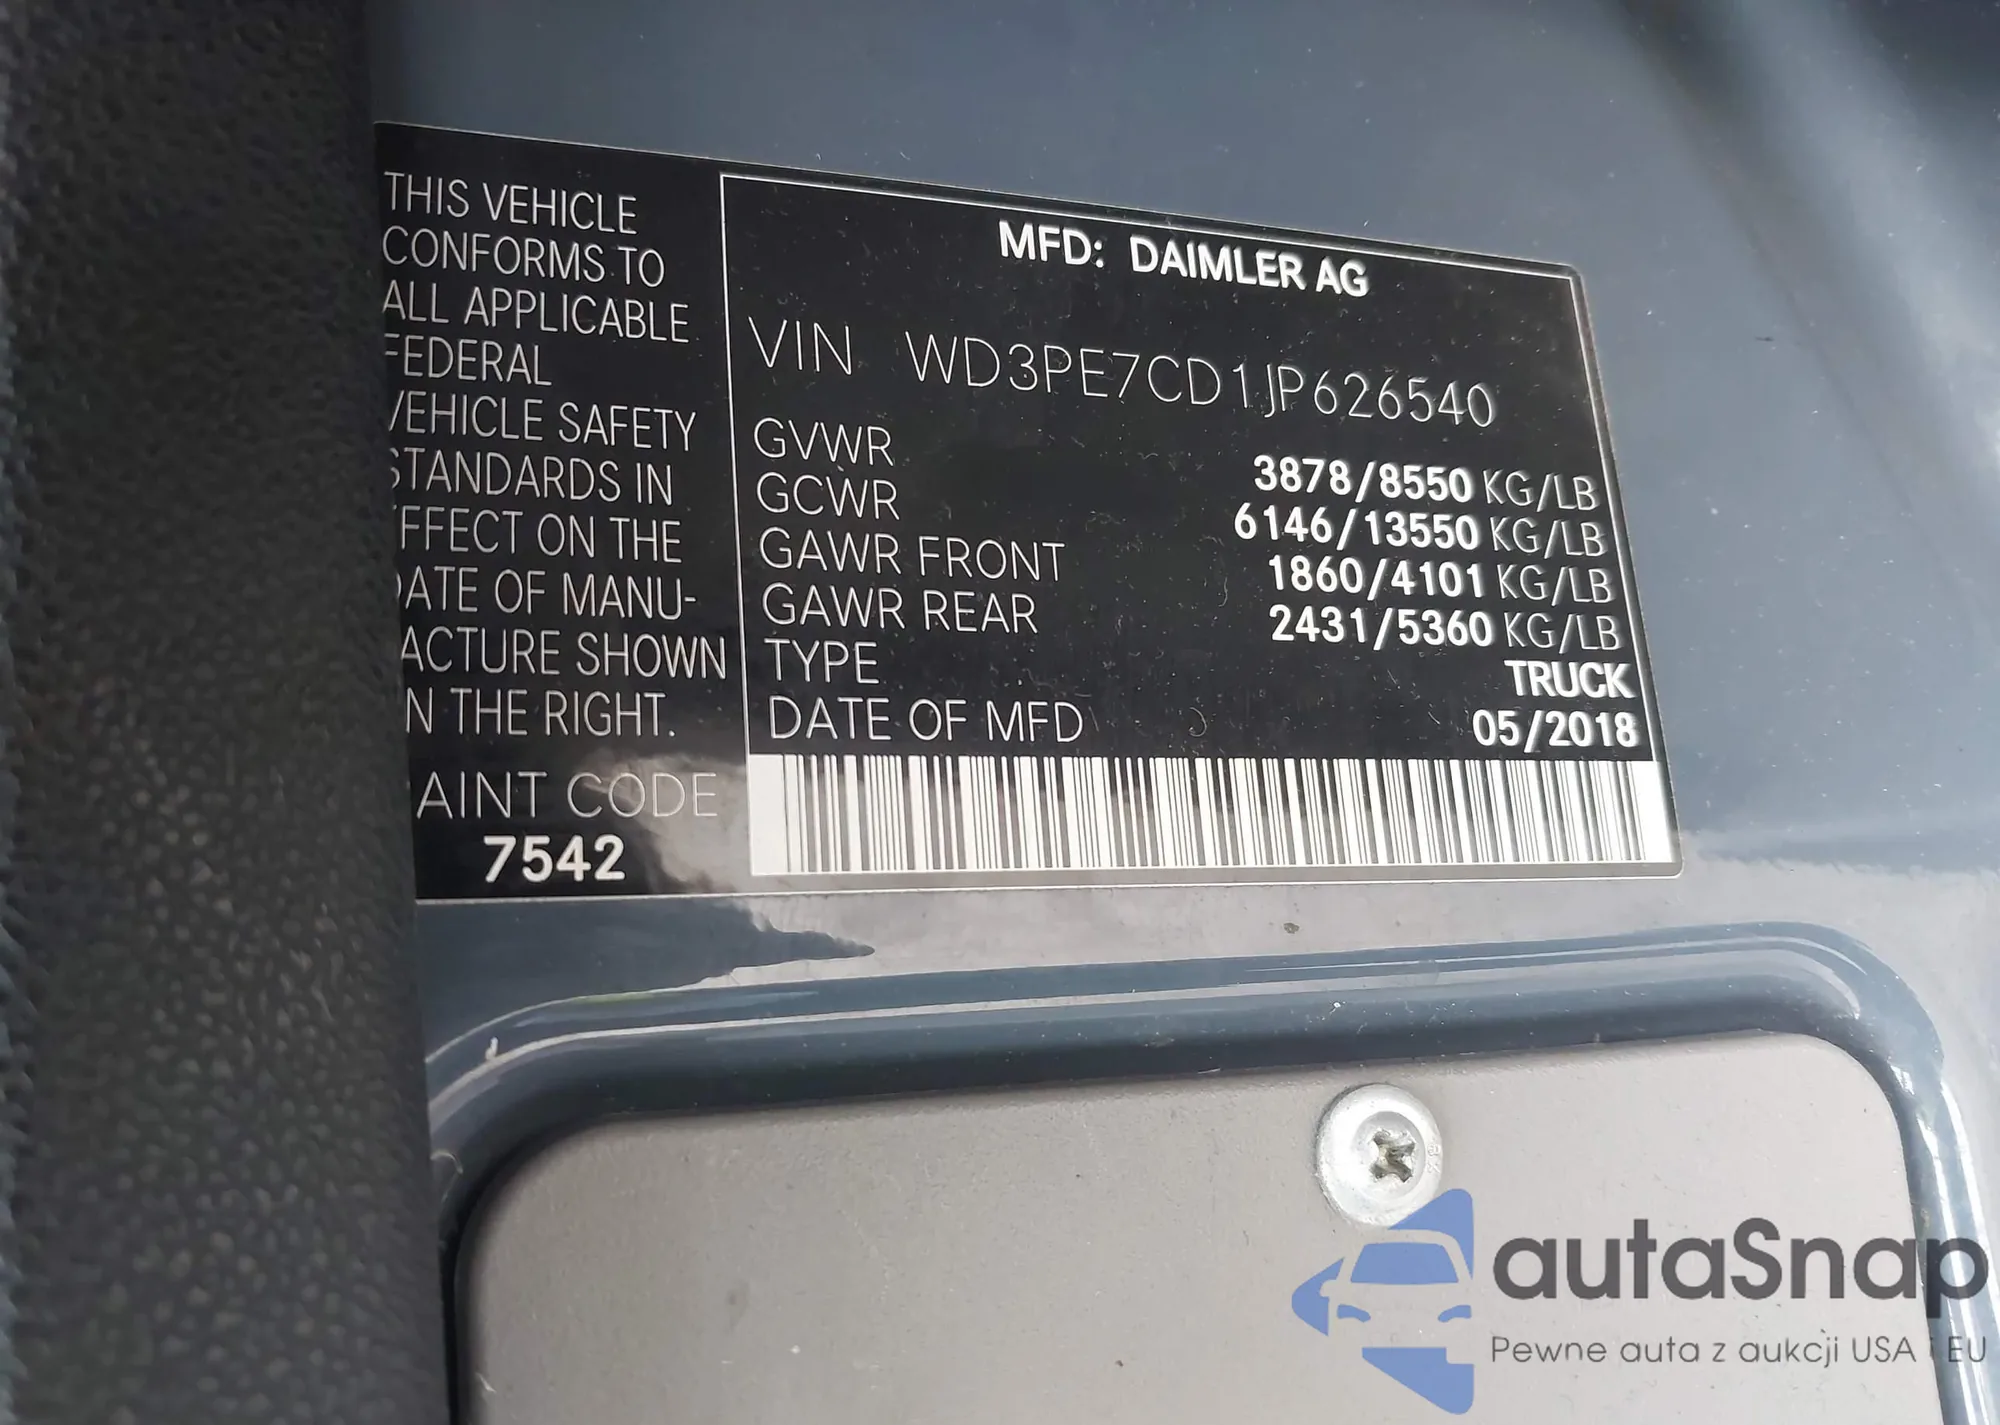 THIS VEHICLE
CONFORMS TO
ALL APPLICABLE
FEDERAL
VEHICLE SAFETY
STANDARDS IN
EFFECT ON THE
DATE OF MANU-
FACTURE SHOWN
IN THE RIGHT.
PAINT CODE
7542
MFD: DAIMLER AG
VIN WD3PE7CD1JP626540
GVWR 3878/8550 KG/LB
GCWR 6146/13550 KG/LB
GAWR FRONT 1860/4101 KG/LB
GAWR REAR 2431/5360 KG/LB
TYPE TRUCK
DATE OF MFD 05/2018
autaSnap
Pewne auta z aukcji USA i EU